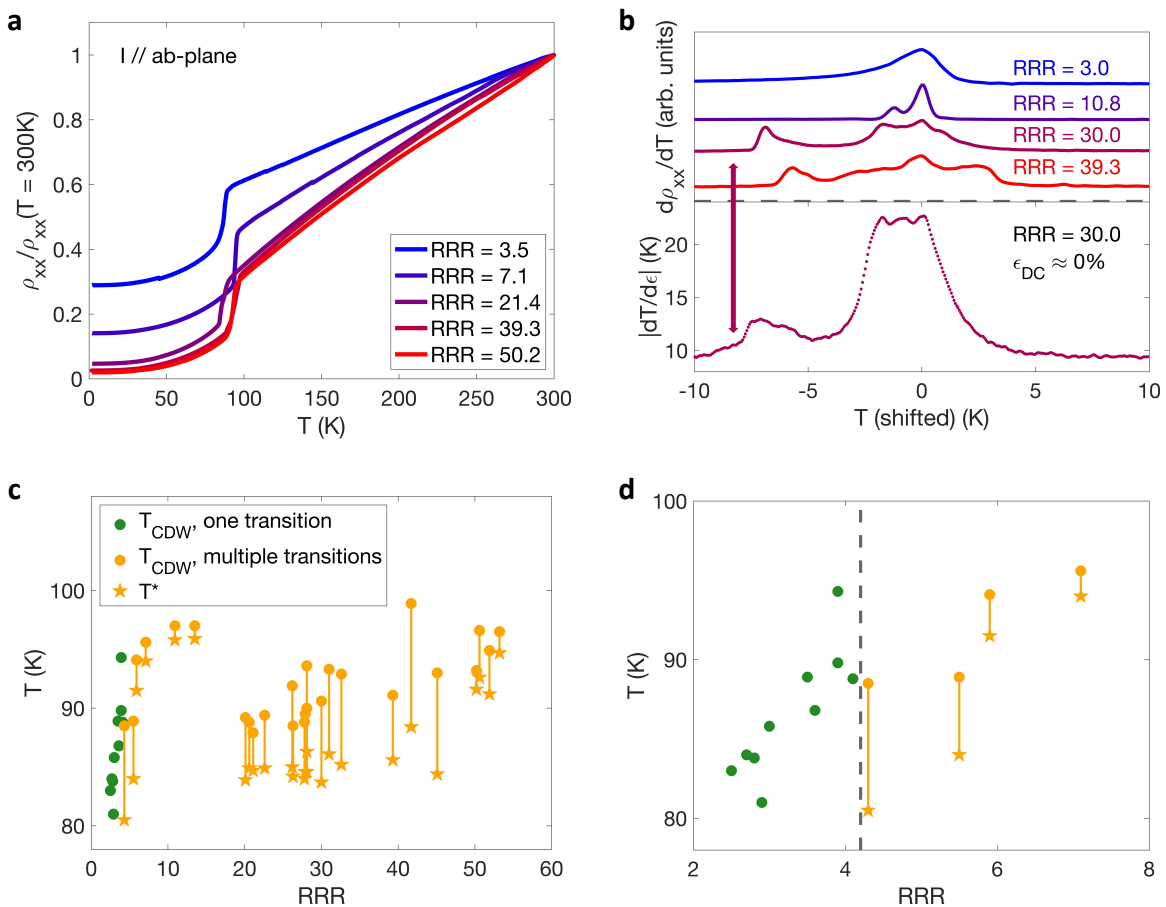 a
I // ab-plane
1
0.8
0.6
0.4
0.2
0
ρxx/ρxx(T = 300K)
RRR = 3.5
RRR = 7.1
RRR = 21.4
RRR = 39.3
RRR = 50.2
0 50 100 150 200 250 300
T (K)
b
dρxx/dT (arb. units)
RRR = 3.0
RRR = 10.8
RRR = 30.0
RRR = 39.3
|dT/dϵ| (K)
20
15
10
RRR = 30.0
ϵDC ≈ 0%
-10 -5 0 5 10
T (shifted) (K)
c
TCDW, one transition
TCDW, multiple transitions
T*
100
90
80
T (K)
0 10 20 30 40 50 60
RRR
d
100
90
80
T (K)
2 4 6 8
RRR